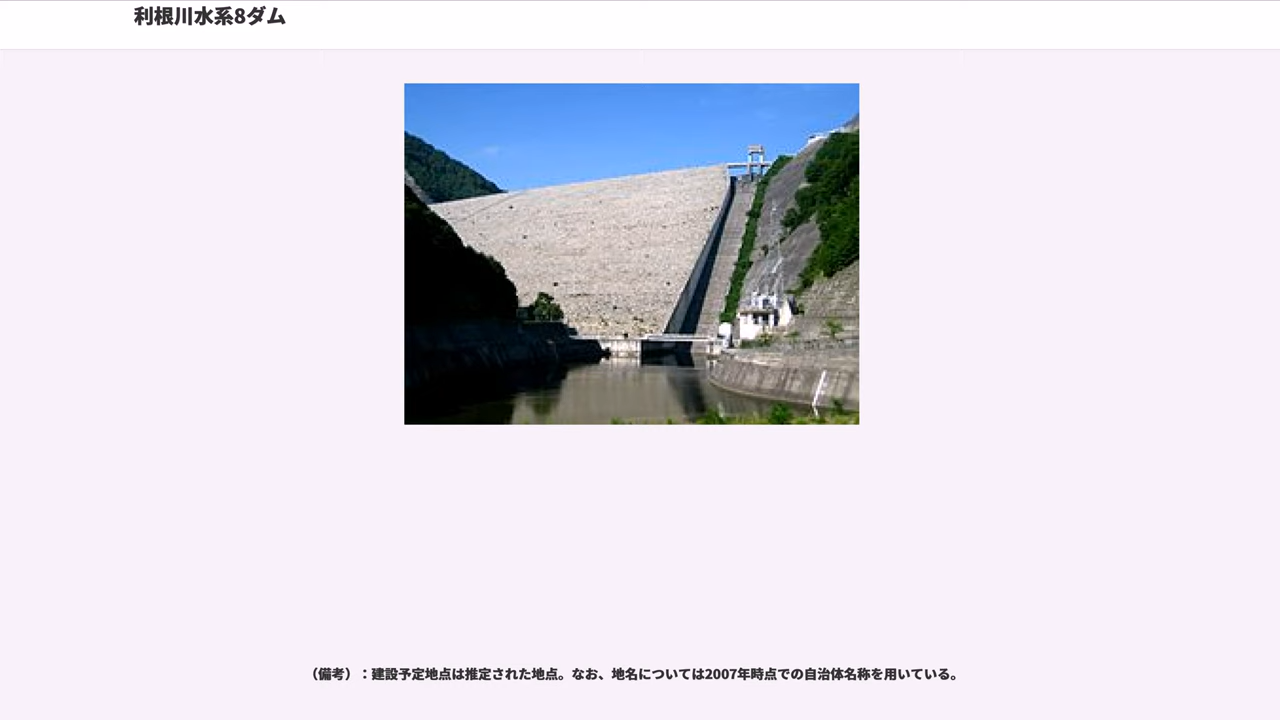 利根川水系8ダム
（備考）：建設予定地点は推定された地点。なお、地名については2007年時点での自治体名称を用いている。